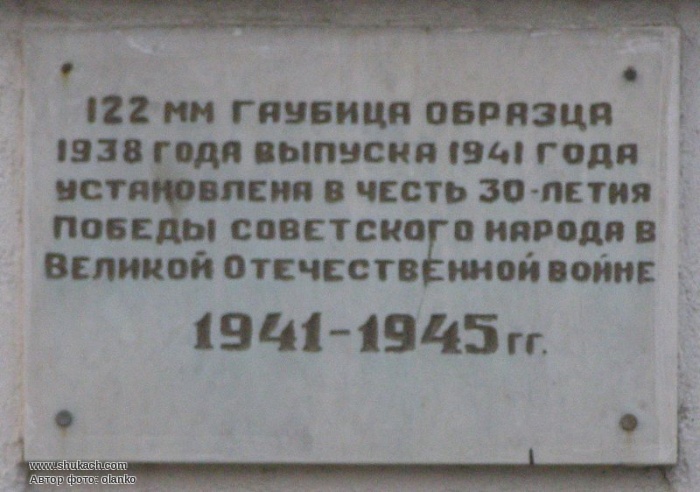 122 мм ГАУБИЦА ОБРАЗЦА
1938 ГОДА ВЫПУСКА 1941 ГОДА
УСТАНОВЛЕНА В ЧЕСТЬ 30-ЛЕТИЯ
ПОБЕДЫ СОВЕТСКОГО НАРОДА В
ВЕЛИКОЙ ОТЕЧЕСТВЕННОЙ ВОЙНЕ
1941-1945 гг.
www.shukach.com
Автор фото: olanko